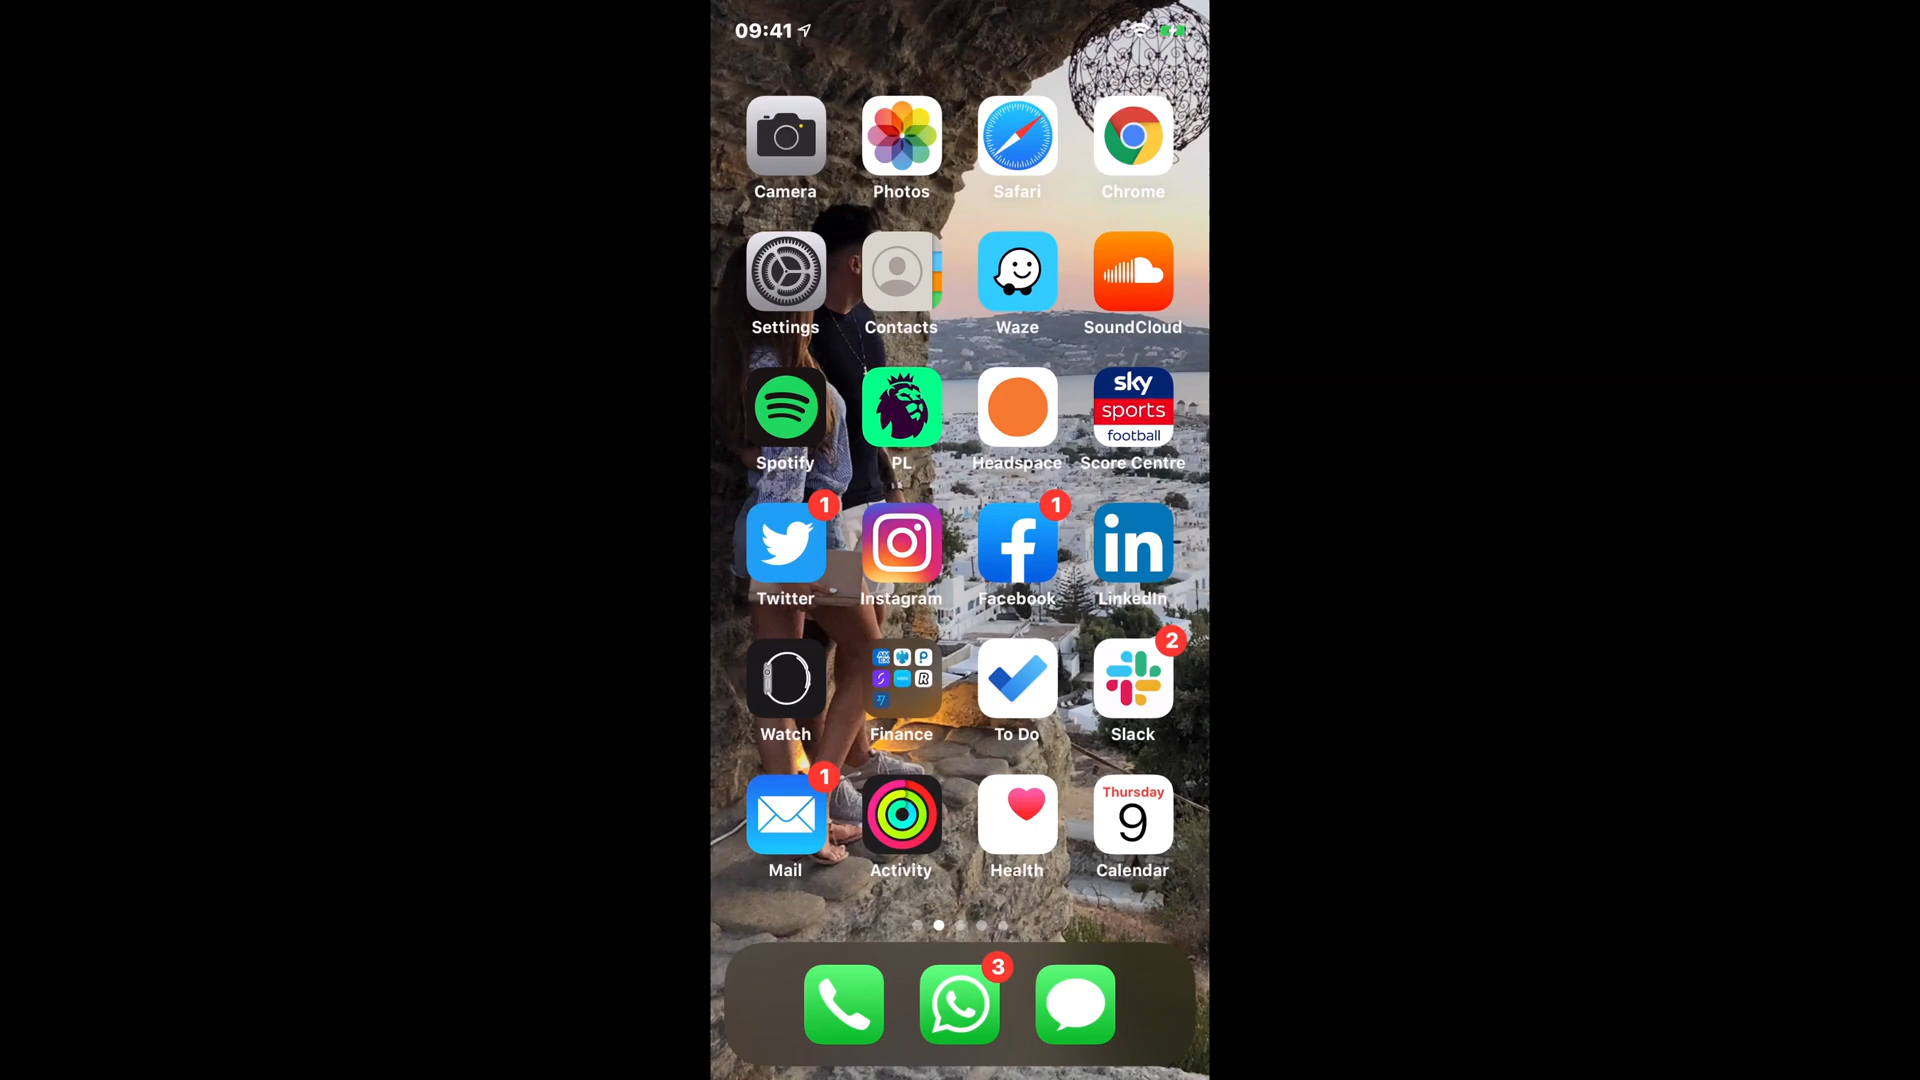 09:41
Camera Photos Safari Chrome
Settings Contacts Waze SoundCloud
sky
sports
football
Spotify PL Headspace Score Centre
1 1
in
Twitter Instagram Facebook LinkedIn
2
Watch Finance To Do Slack
1
Thursday
9
Mail Activity Health Calendar
3